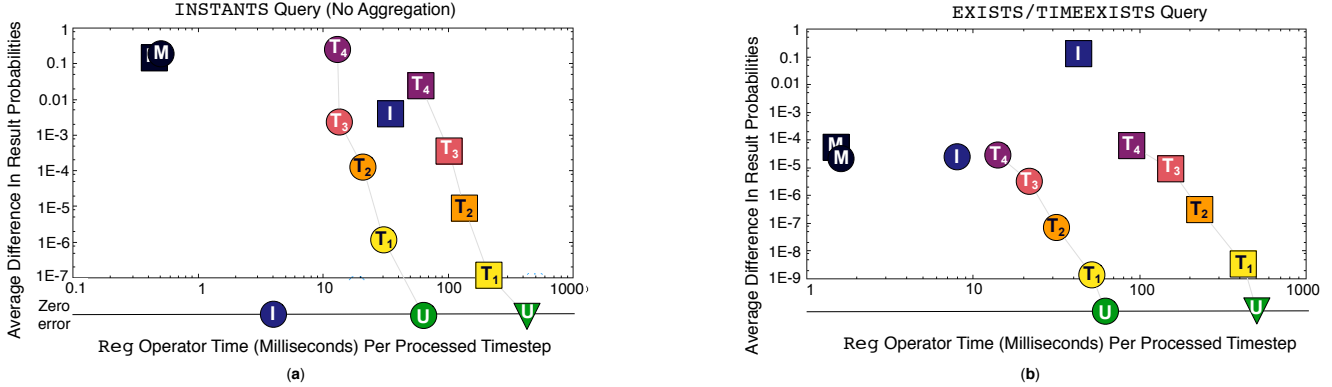 INSTANTS Query (No Aggregation)
Average Difference In Result Probabilities
1
0.1
0.01
1E-3
1E-4
1E-5
1E-6
1E-7
Zero
error
M
T4
T3
T2
T1
I
T4
T3
T2
T1
I
U
U
0.1
1
10
100
1000
Reg Operator Time (Milliseconds) Per Processed Timestep
(a)
EXISTS/TIMEEXISTS Query
Average Difference In Result Probabilities
1
0.1
0.01
1E-3
1E-4
1E-5
1E-6
1E-7
1E-8
1E-9
I
M
M
I
T4
T3
T2
T1
T4
T3
T2
T1
U
U
1
10
100
1000
Reg Operator Time (Milliseconds) Per Processed Timestep
(b)